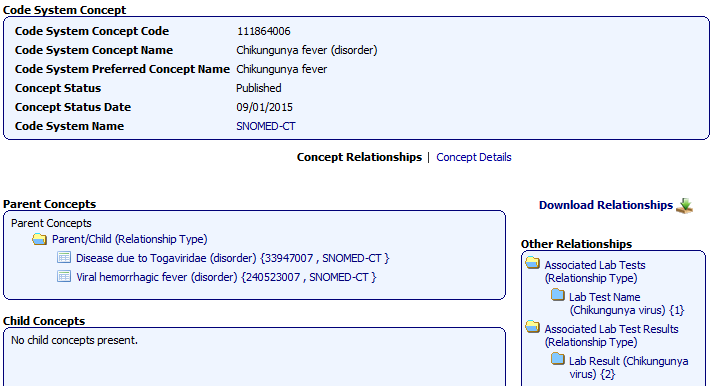 Code System Concept
Code System Concept Code 111864006
Code System Concept Name Chikungunya fever (disorder)
Code System Preferred Concept Name Chikungunya fever
Concept Status Published
Concept Status Date 09/01/2015
Code System Name SNOMED-CT
Concept Relationships | Concept Details
Parent Concepts
Parent Concepts
Parent/Child (Relationship Type)
Disease due to Togaviridae (disorder) {33947007 , SNOMED-CT }
Viral hemorrhagic fever (disorder) {240523007 , SNOMED-CT }
Child Concepts
No child concepts present.
Download Relationships
Other Relationships
Associated Lab Tests
(Relationship Type)
Lab Test Name
(Chikungunya virus) {1}
Associated Lab Test Results
(Relationship Type)
Lab Result (Chikungunya
virus) {2}